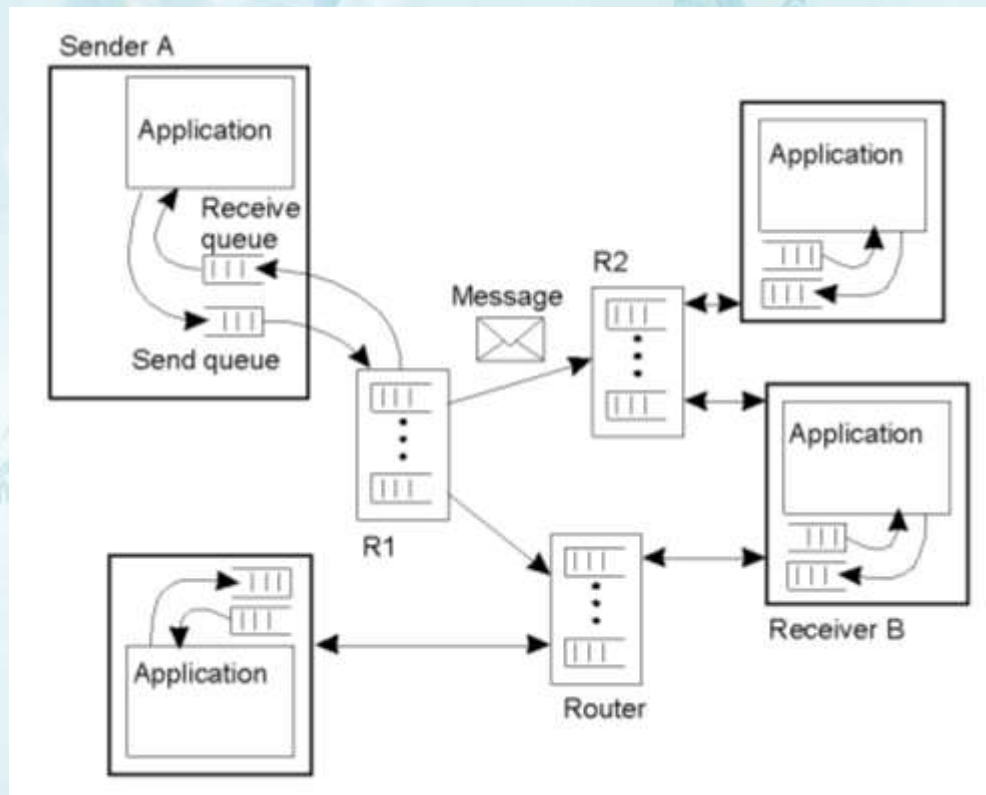 Sender A
Application
Receive
queue
Send queue
R1
Message
R2
Application
Application
Receiver B
Router
Application